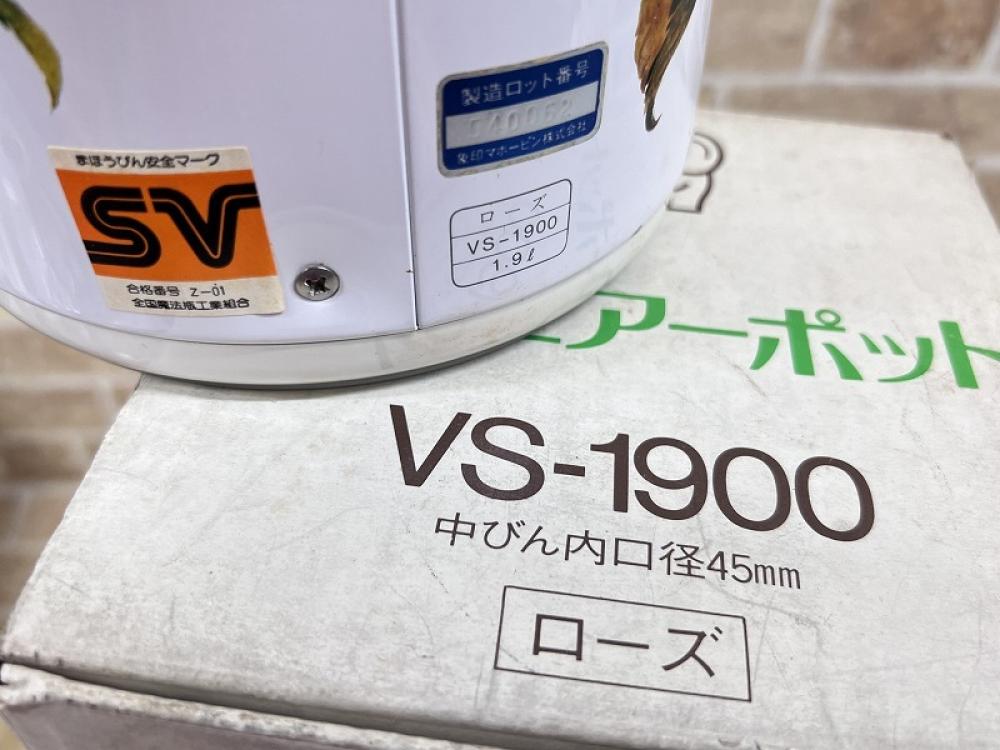 製造ロット番号
540062
象印マホービン株式会社
まほうびん安全マーク
SV
合格番号 Z-01
全国魔法瓶工業組合
ローズ
VS-1900
1.9ℓ
エアーポット
VS-1900
中びん内口径45mm
ローズ